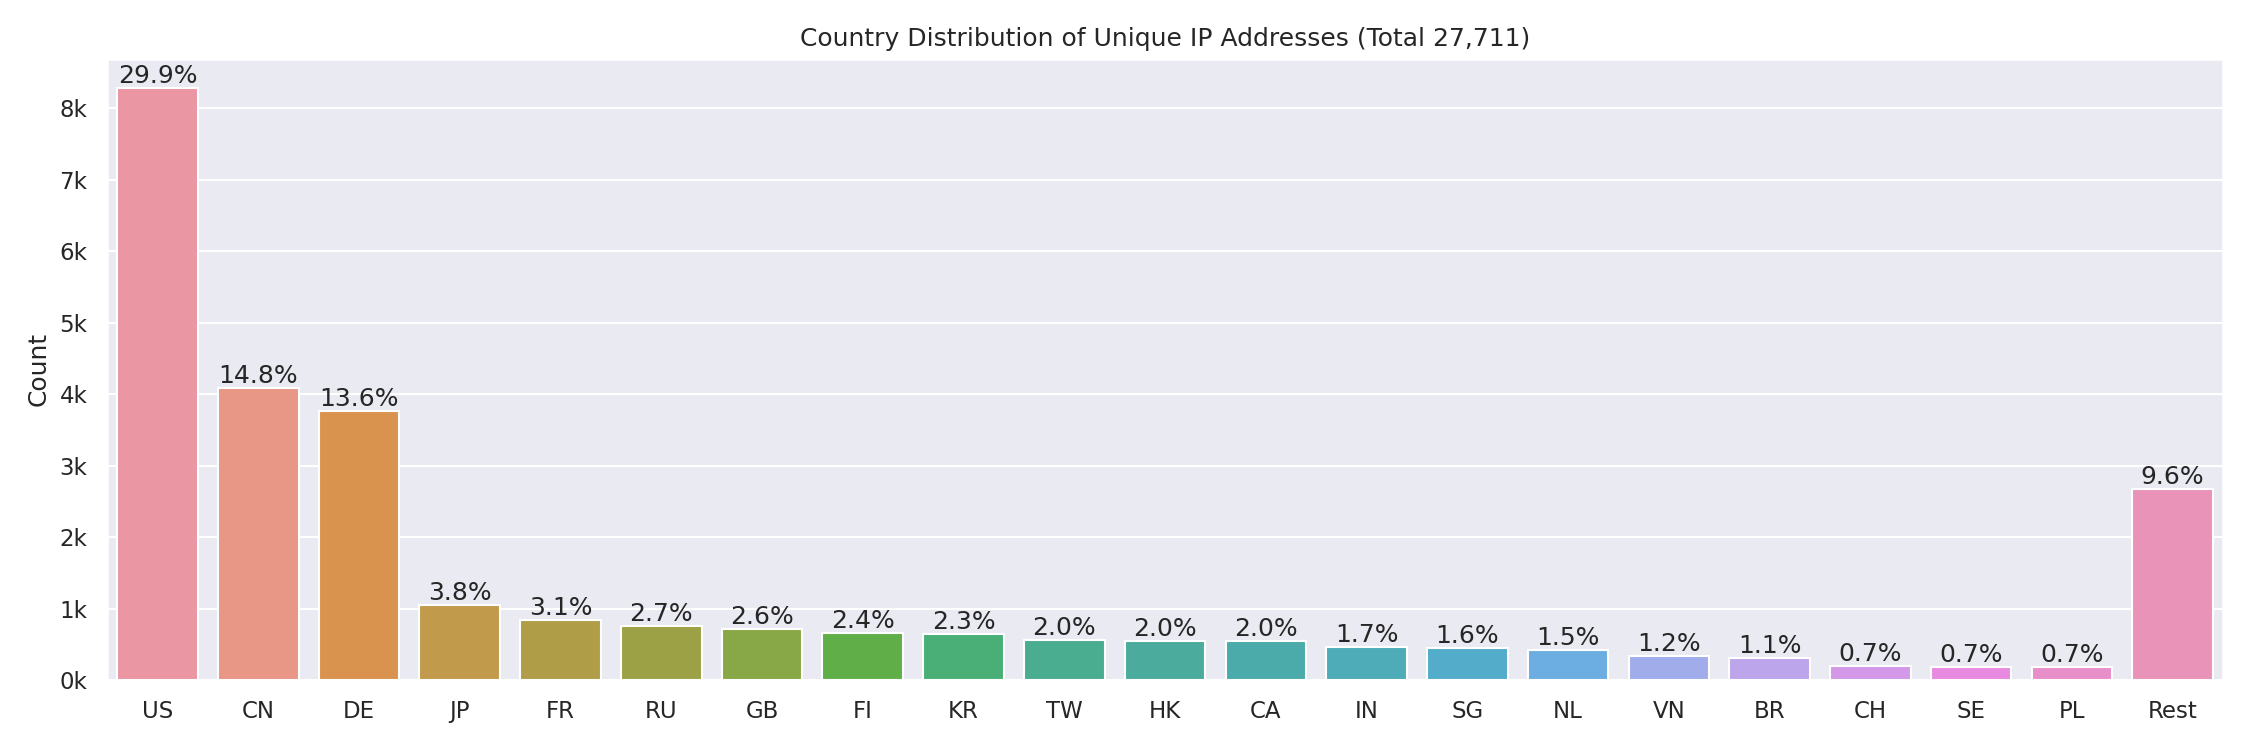 Country Distribution of Unique IP Addresses (Total 27,711)
Count
8k
7k
6k
5k
4k
3k
2k
1k
0k
29.9%
14.8%
13.6%
3.8%
3.1%
2.7%
2.6%
2.4%
2.3%
2.0%
2.0%
2.0%
1.7%
1.6%
1.5%
1.2%
1.1%
0.7%
0.7%
0.7%
9.6%
US CN DE JP FR RU GB FI KR TW HK CA IN SG NL VN BR CH SE PL Rest